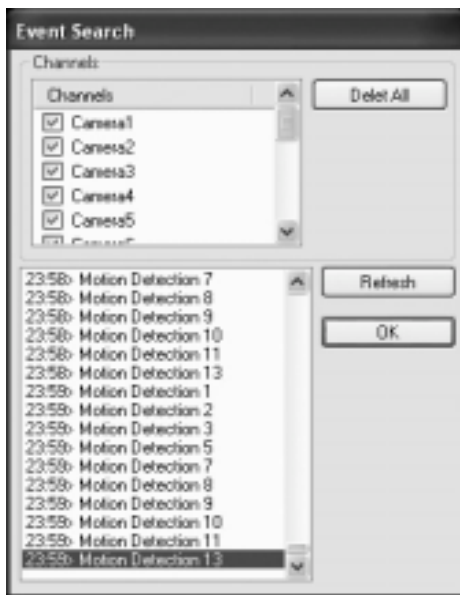 Event Search
Channels
Channels
Delet All
Camera1
Camera2
Camera3
Camera4
Camera5
23:58> Motion Detection 7
23:58> Motion Detection 8
23:58> Motion Detection 9
23:58> Motion Detection 10
23:58> Motion Detection 11
23:58> Motion Detection 13
23:59> Motion Detection 1
23:59> Motion Detection 2
23:59> Motion Detection 3
23:59> Motion Detection 5
23:59> Motion Detection 7
23:59> Motion Detection 8
23:59> Motion Detection 9
23:59> Motion Detection 10
23:59> Motion Detection 11
23:59> Motion Detection 13
Refresh
OK